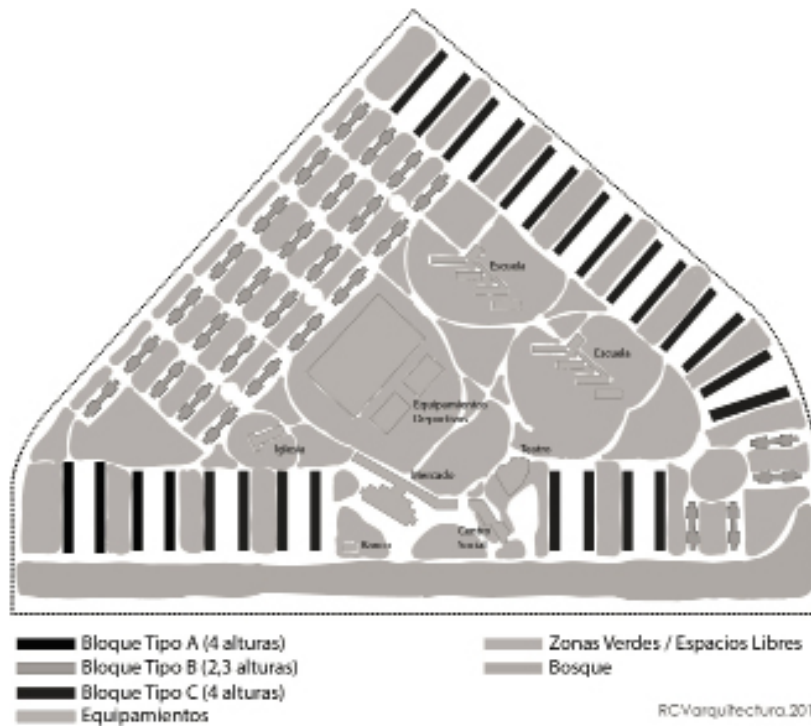 Escuela
Escuela
Equipamientos
Deportivos
Iglesia
Teatro
Mercado
Centro
Social
Banco
Bloque Tipo A (4 alturas)
Bloque Tipo B (2,3 alturas)
Bloque Tipo C (4 alturas)
Equipamientos
Zonas Verdes / Espacios Libres
Bosque
RCVarquitectura.201